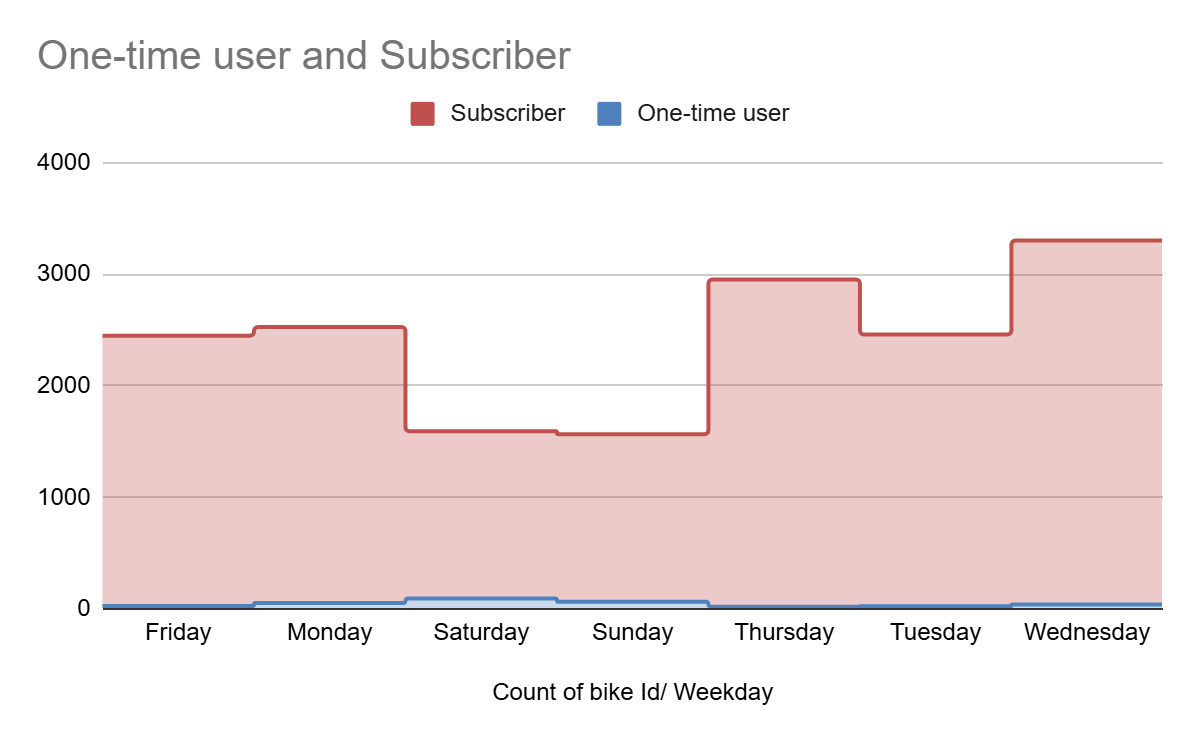 One-time user and Subscriber
Subscriber One-time user
4000
3000
2000
1000
0
Friday Monday Saturday Sunday Thursday Tuesday Wednesday
Count of bike Id/ Weekday